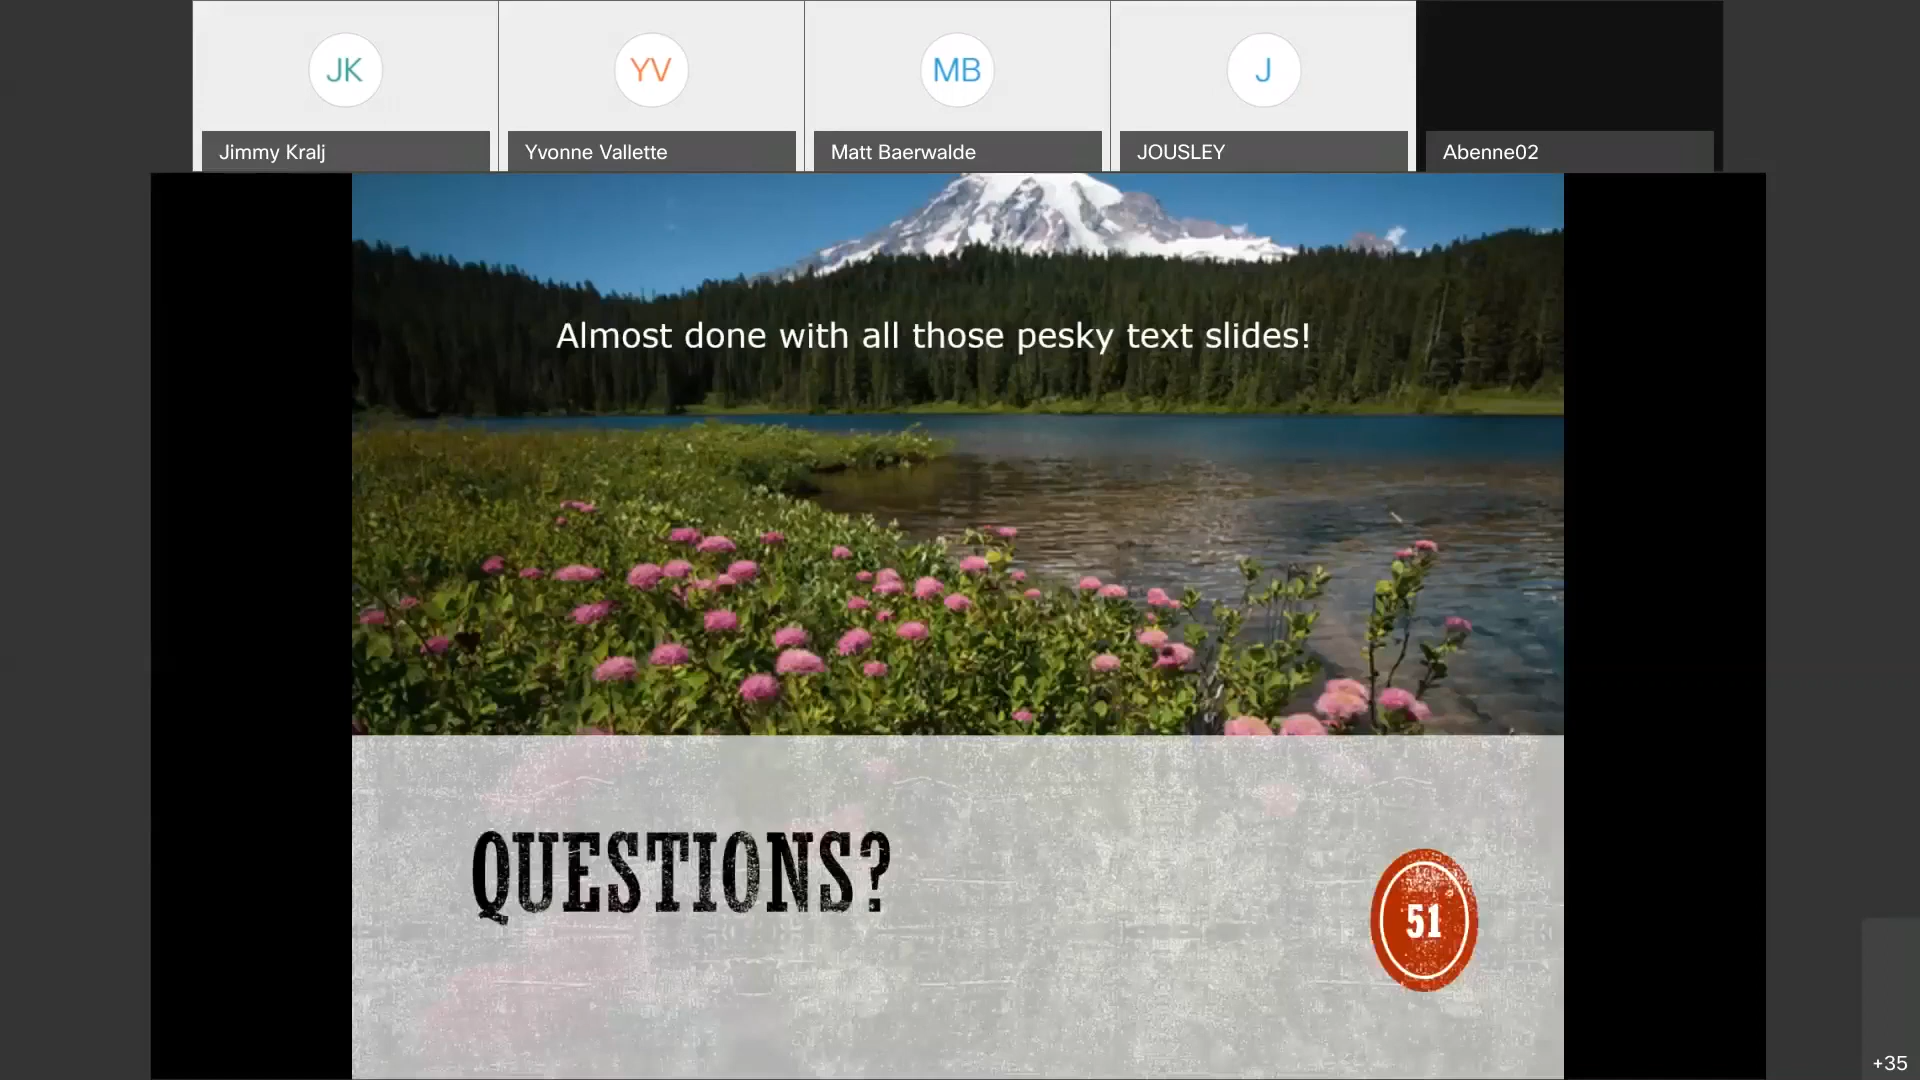 JK
YV
MB
J
Jimmy Kralj
Yvonne Vallette
Matt Baerwalde
JOUSLEY
Abenne02
Almost done with all those pesky text slides!
QUESTIONS?
51
+35